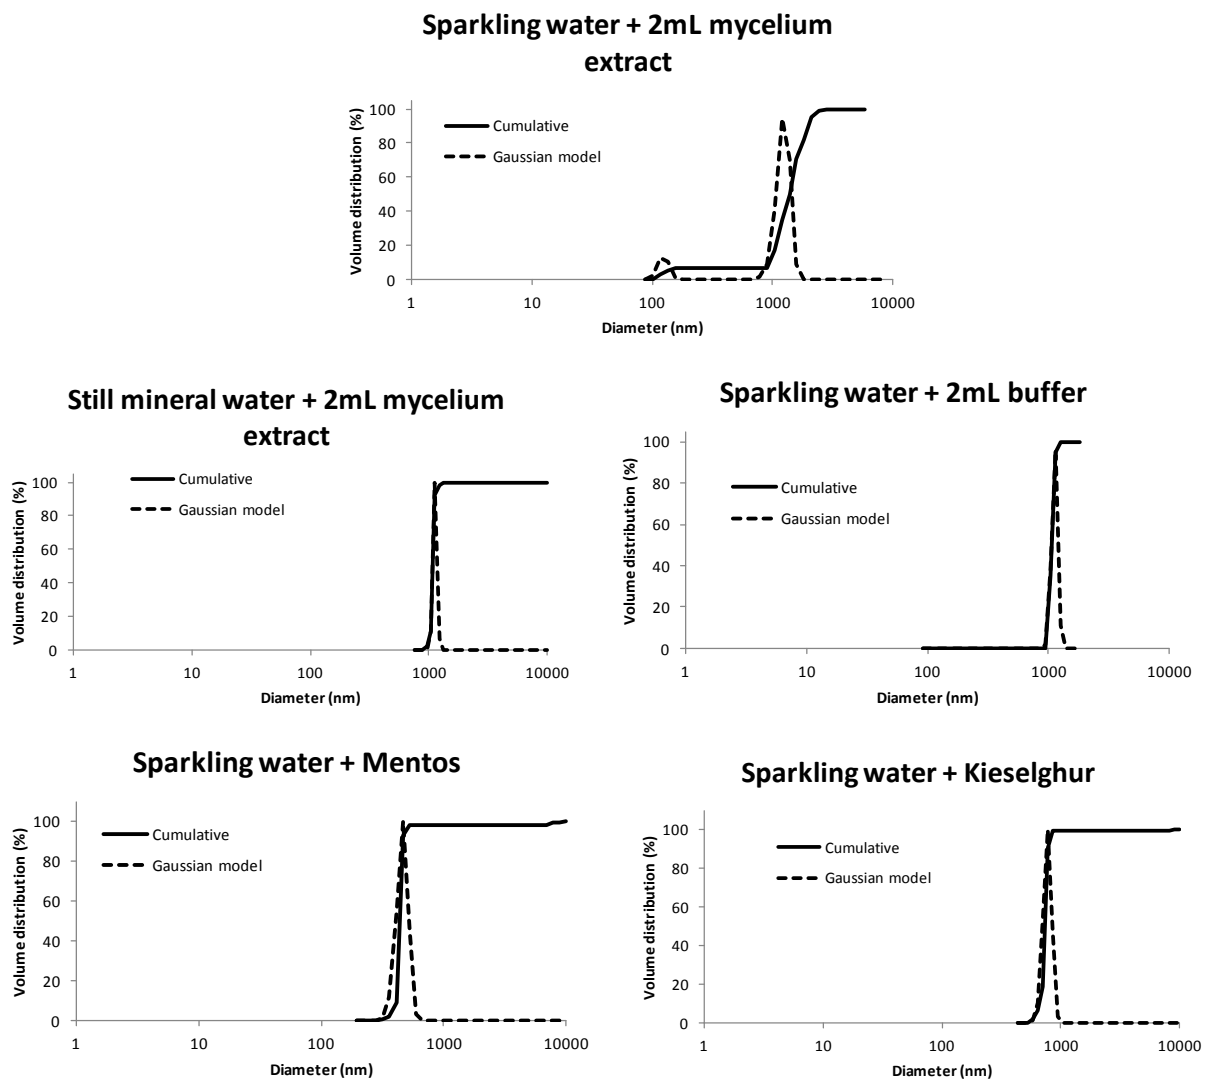 Sparkling water + 2mL mycelium
extract
Volume distribution (%)
100
80
60
40
20
0
Cumulative
Gaussian model
1
10
100
1000
10000
Diameter (nm)
Still mineral water + 2mL mycelium
extract
Volume distribution (%)
100
80
60
40
20
0
Cumulative
Gaussian model
1
10
100
1000
10000
Diameter (nm)
Sparkling water + 2mL buffer
Volume distribution (%)
100
80
60
40
20
0
Cumulative
Gaussian model
1
10
100
1000
10000
Diameter (nm)
Sparkling water + Mentos
Volume distribution (%)
100
80
60
40
20
0
Cumulative
Gaussian model
1
10
100
1000
10000
Diameter (nm)
Sparkling water + Kieselghur
Volume distribution (%)
100
80
60
40
20
0
Cumulative
Gaussian model
1
10
100
1000
10000
Diameter (nm)